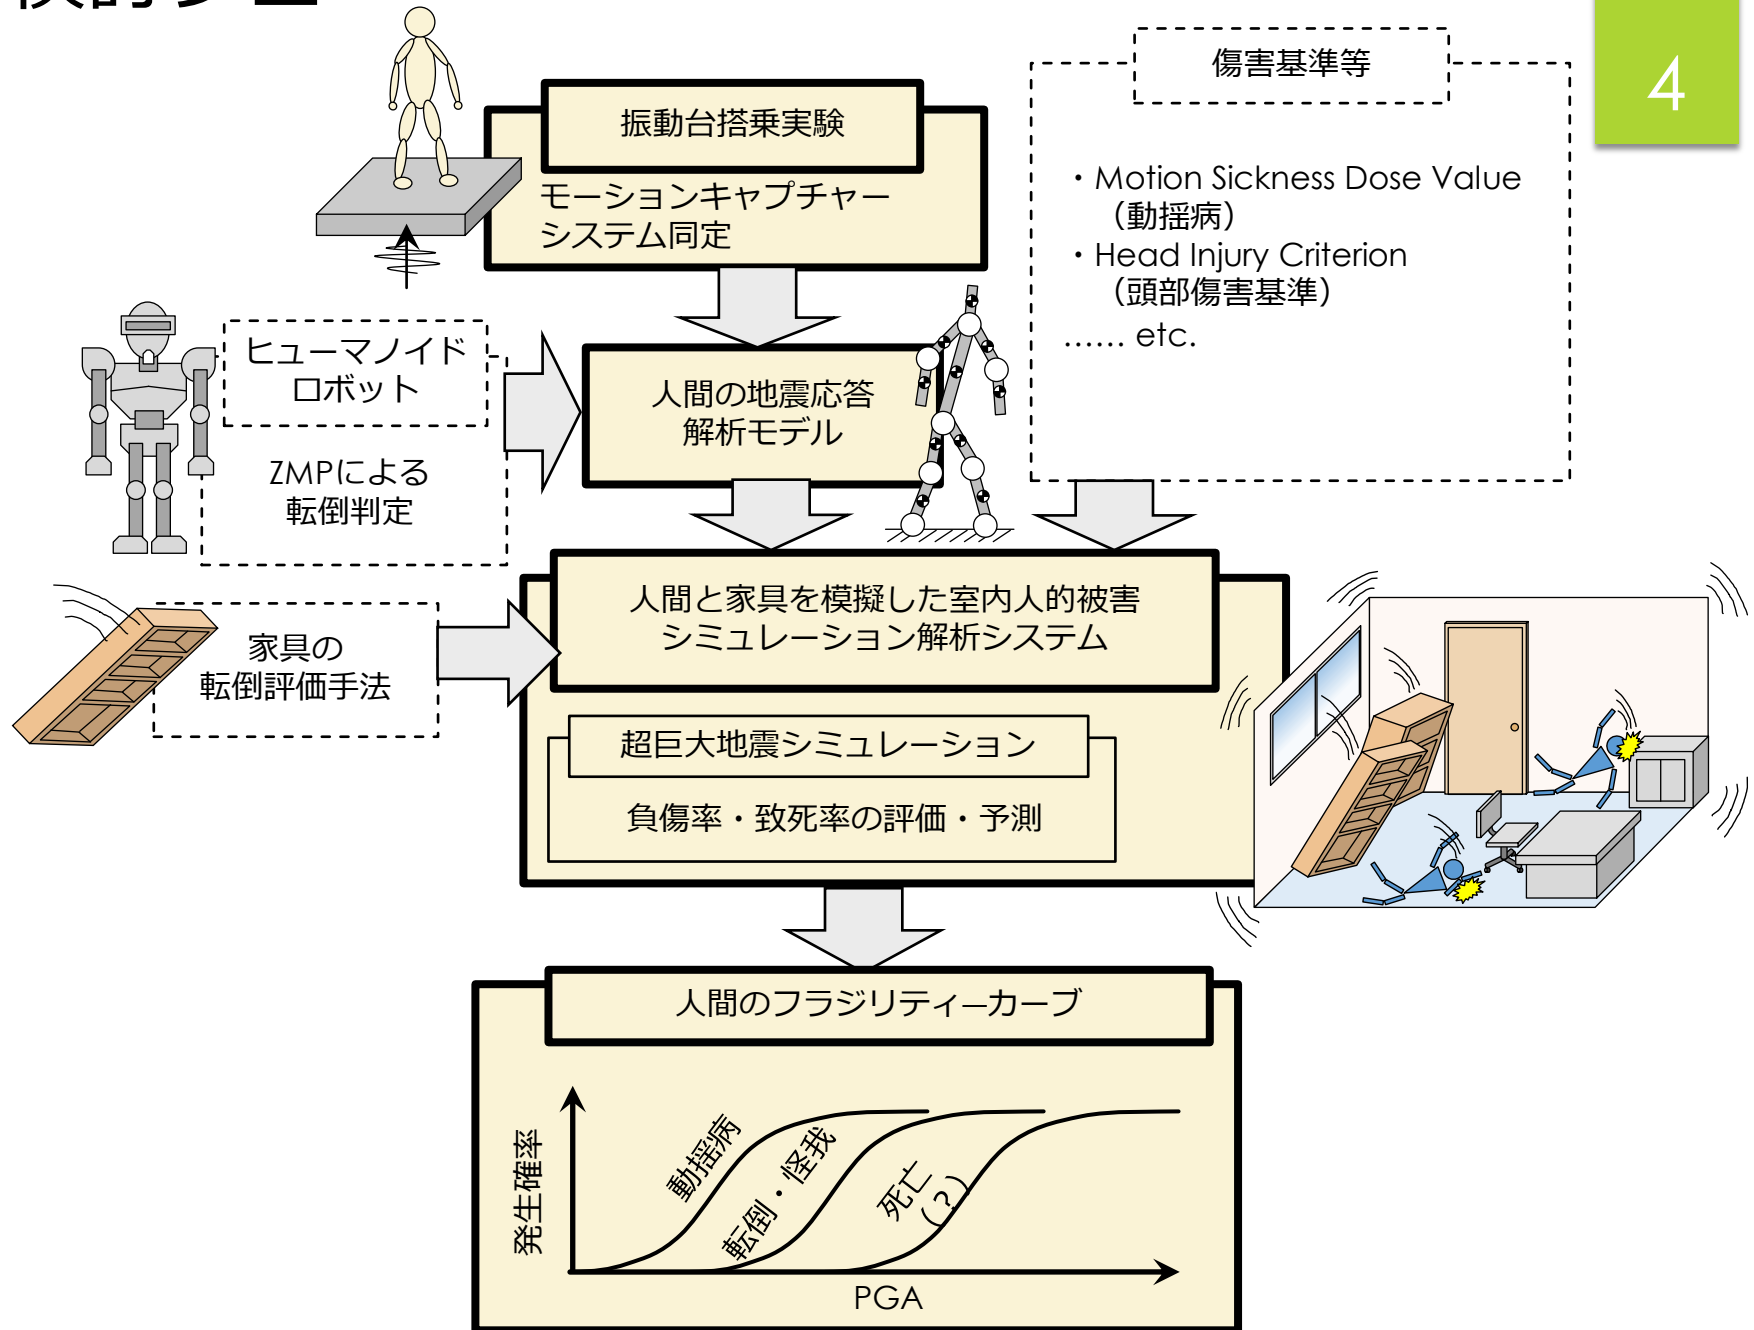 4
振動台搭乗実験
モーションキャプチャー
システム同定
傷害基準等
・Motion Sickness Dose Value
（動揺病）
・Head Injury Criterion
（頭部傷害基準）
…… etc.
ヒューマノイド
ロボット
ZMPによる
転倒判定
人間の地震応答
解析モデル
家具の
転倒評価手法
人間と家具を模擬した室内人的被害
シミュレーション解析システム
超巨大地震シミュレーション
負傷率・致死率の評価・予測
人間のフラジリティーカーブ
発生確率
動揺病
転倒・怪我
死亡
(？)
PGA